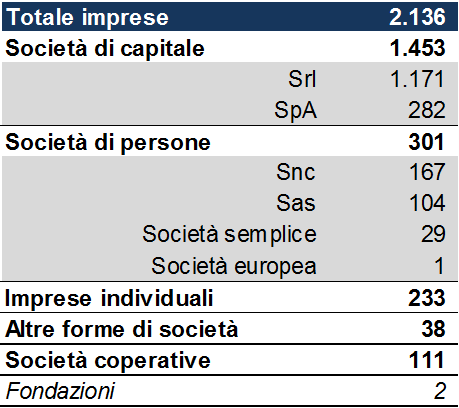 Totale imprese 2.136
Società di capitale 1.453
Srl 1.171
SpA 282
Società di persone 301
Snc 167
Sas 104
Società semplice 29
Società europea 1
Imprese individuali 233
Altre forme di società 38
Società coperative 111
Fondazioni 2